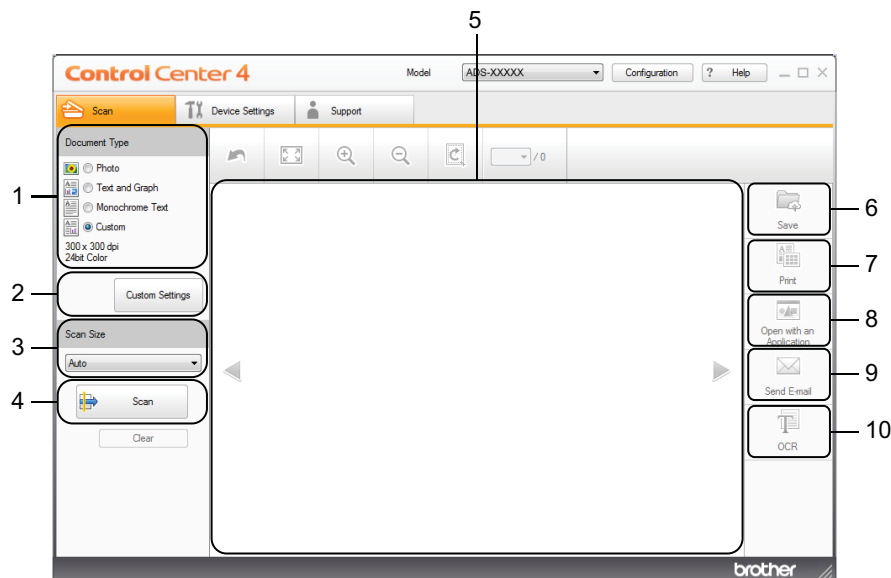 5
Control Center 4
Model ADS-XXXXX Configuration ? Help
Scan Device Settings Support
Document Type
Photo
Text and Graph
Monochrome Text
Custom
300 x 300 dpi
24bit Color
1
/ 0
Custom Settings
2
Scan Size
Auto
3
Scan
4
Clear
Save
6
Print
7
Open with an
Application
8
Send E-mail
9
OCR
10
brother